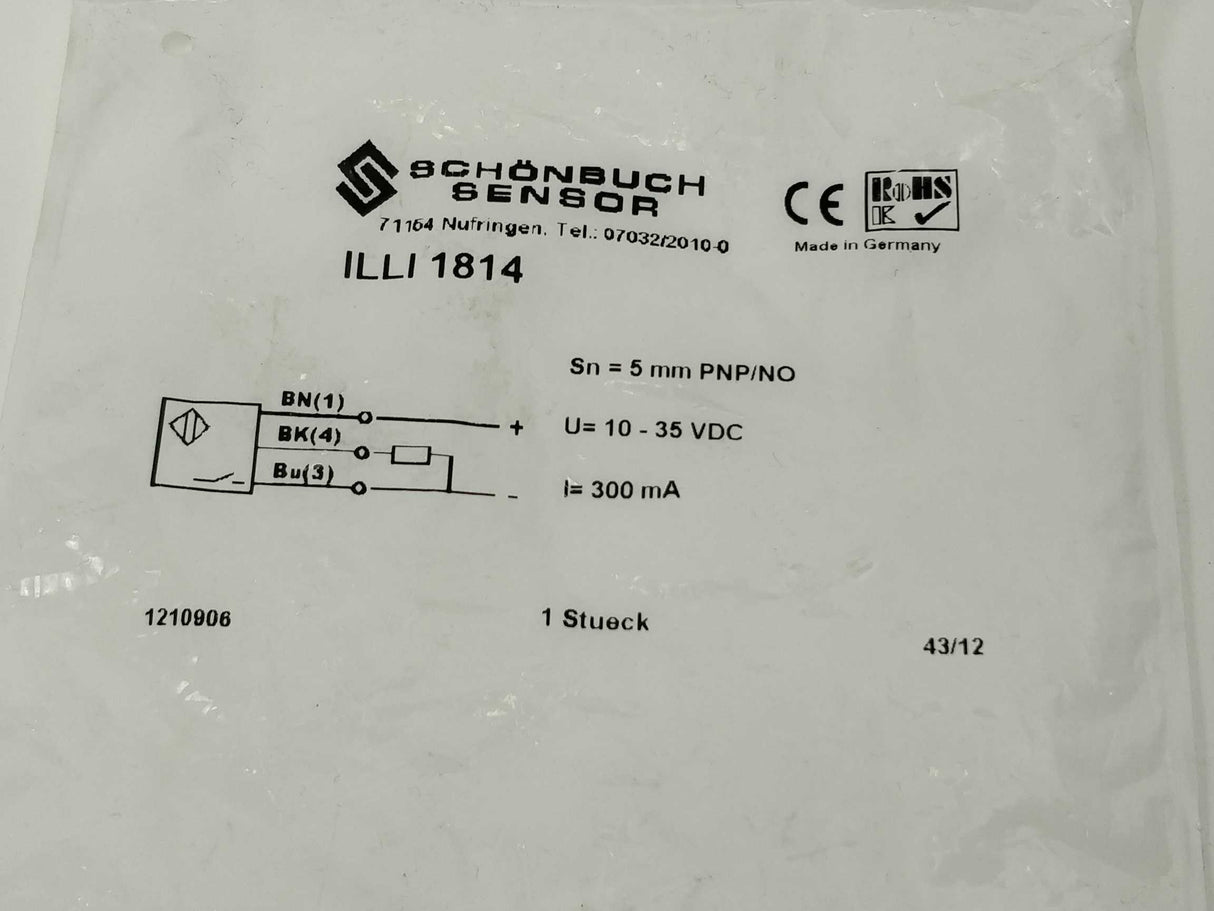 SCHÖNBUCH
SENSOR
71154 Nufringen. Tel.: 07032/2010-0
CE
RoHS
OK
Made in Germany
ILLI 1814
Sn = 5 mm PNP/NO
BN(1)
+
U= 10 - 35 VDC
BK(4)
Bu(3)
-
I= 300 mA
1210906
1 Stueck
43/12